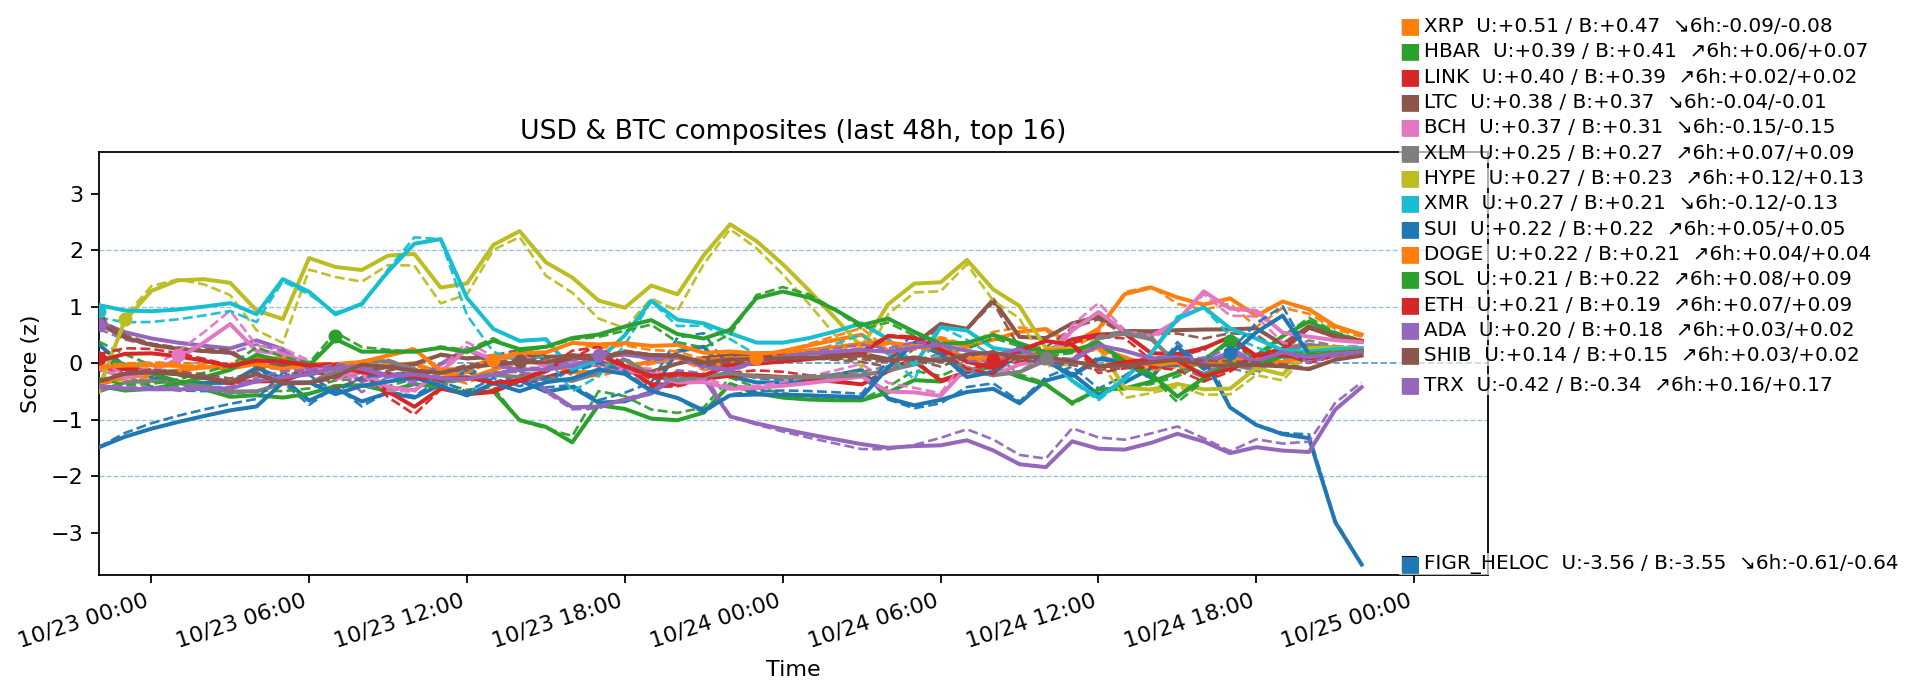 XRP  U:+0.51 / B:+0.47  ↘6h:-0.09/-0.08
HBAR  U:+0.39 / B:+0.41  ↗6h:+0.06/+0.07
LINK  U:+0.40 / B:+0.39  ↗6h:+0.02/+0.02
LTC  U:+0.38 / B:+0.37  ↘6h:-0.04/-0.01
BCH  U:+0.37 / B:+0.31  ↘6h:-0.15/-0.15
XLM  U:+0.25 / B:+0.27  ↗6h:+0.07/+0.09
HYPE  U:+0.27 / B:+0.23  ↗6h:+0.12/+0.13
XMR  U:+0.27 / B:+0.21  ↘6h:-0.12/-0.13
SUI  U:+0.22 / B:+0.22  ↗6h:+0.05/+0.05
DOGE  U:+0.22 / B:+0.21  ↗6h:+0.04/+0.04
SOL  U:+0.21 / B:+0.22  ↗6h:+0.08/+0.09
ETH  U:+0.21 / B:+0.19  ↗6h:+0.07/+0.09
ADA  U:+0.20 / B:+0.18  ↗6h:+0.03/+0.02
SHIB  U:+0.14 / B:+0.15  ↗6h:+0.03/+0.02
TRX  U:-0.42 / B:-0.34  ↗6h:+0.16/+0.17
FIGR_HELOC  U:-3.56 / B:-3.55  ↘6h:-0.61/-0.64
USD & BTC composites (last 48h, top 16)
Score (z)
3
2
1
0
−1
−2
−3
10/23 00:00
10/23 06:00
10/23 12:00
10/23 18:00
10/24 00:00
10/24 06:00
10/24 12:00
10/24 18:00
10/25 00:00
Time